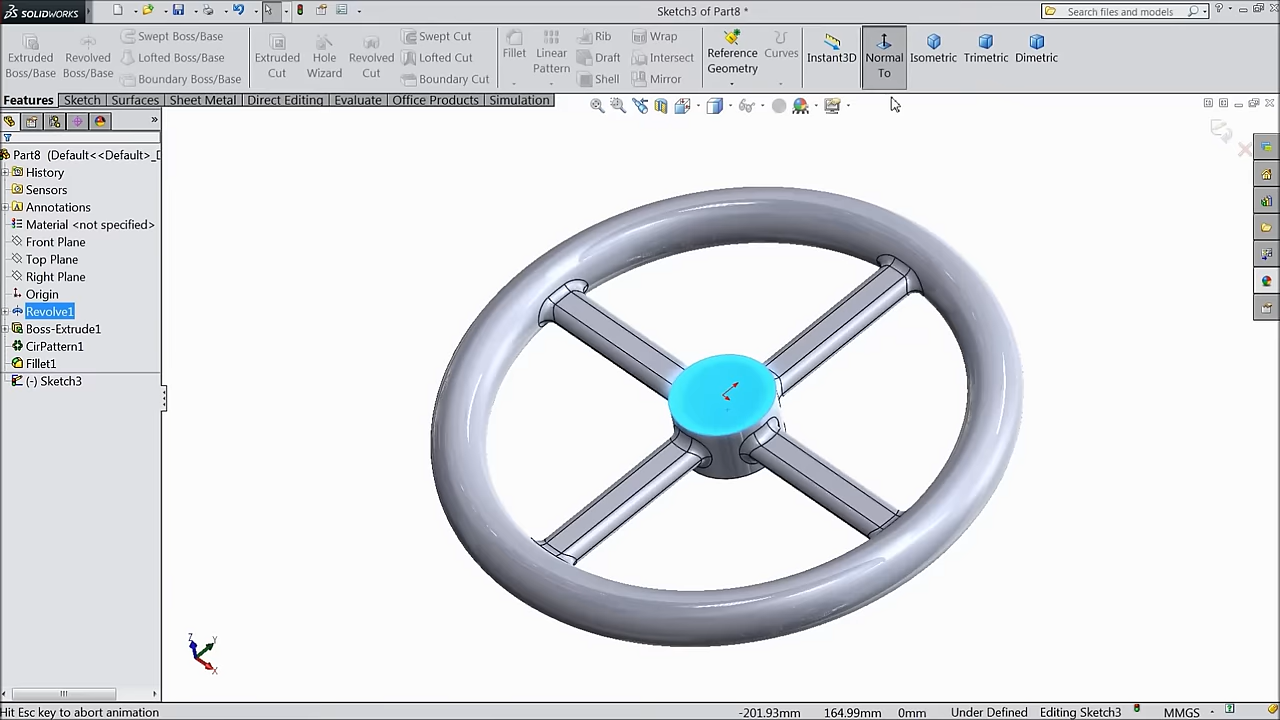 SOLIDWORKS
Sketch3 of Part8 *
Search files and models
Extruded Boss/Base
Revolved Boss/Base
Swept Boss/Base
Lofted Boss/Base
Boundary Boss/Base
Extruded Cut
Hole Wizard
Revolved Cut
Swept Cut
Lofted Cut
Boundary Cut
Fillet
Linear Pattern
Rib
Draft
Shell
Wrap
Intersect
Mirror
Reference Geometry
Curves
Instant3D
Normal To
Isometric
Trimetric
Dimetric
Features
Sketch
Surfaces
Sheet Metal
Direct Editing
Evaluate
Office Products
Simulation
Part8 (Default<<Default>_D
History
Sensors
Annotations
Material <not specified>
Front Plane
Top Plane
Right Plane
Origin
Revolve1
Boss-Extrude1
CirPattern1
Fillet1
(-) Sketch3
Z
Y
X
Hit Esc key to abort animation
-201.93mm
164.99mm
0mm
Under Defined
Editing Sketch3
MMGS